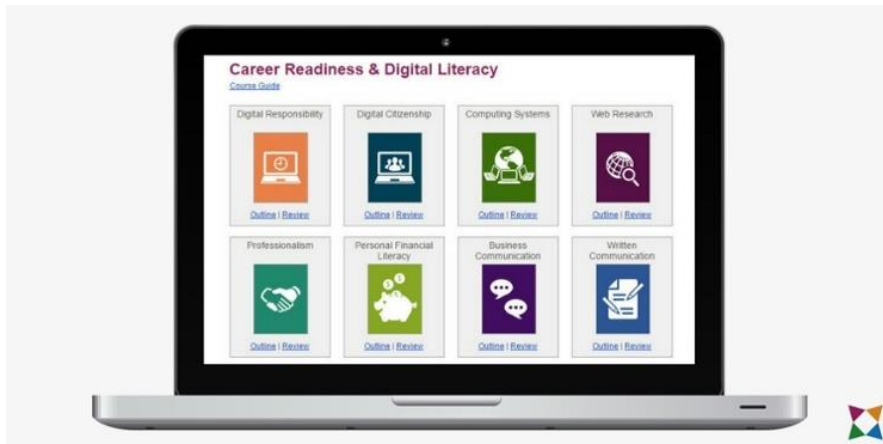 Career Readiness & Digital Literacy
Course Guide
Digital Responsibility
Digital Citizenship
Computing Systems
Web Research
Outline | Review
Outline | Review
Outline | Review
Outline | Review
Professionalism
Personal Financial
Literacy
Business
Communication
Written
Communication
Outline | Review
Outline | Review
Outline | Review
Outline | Review